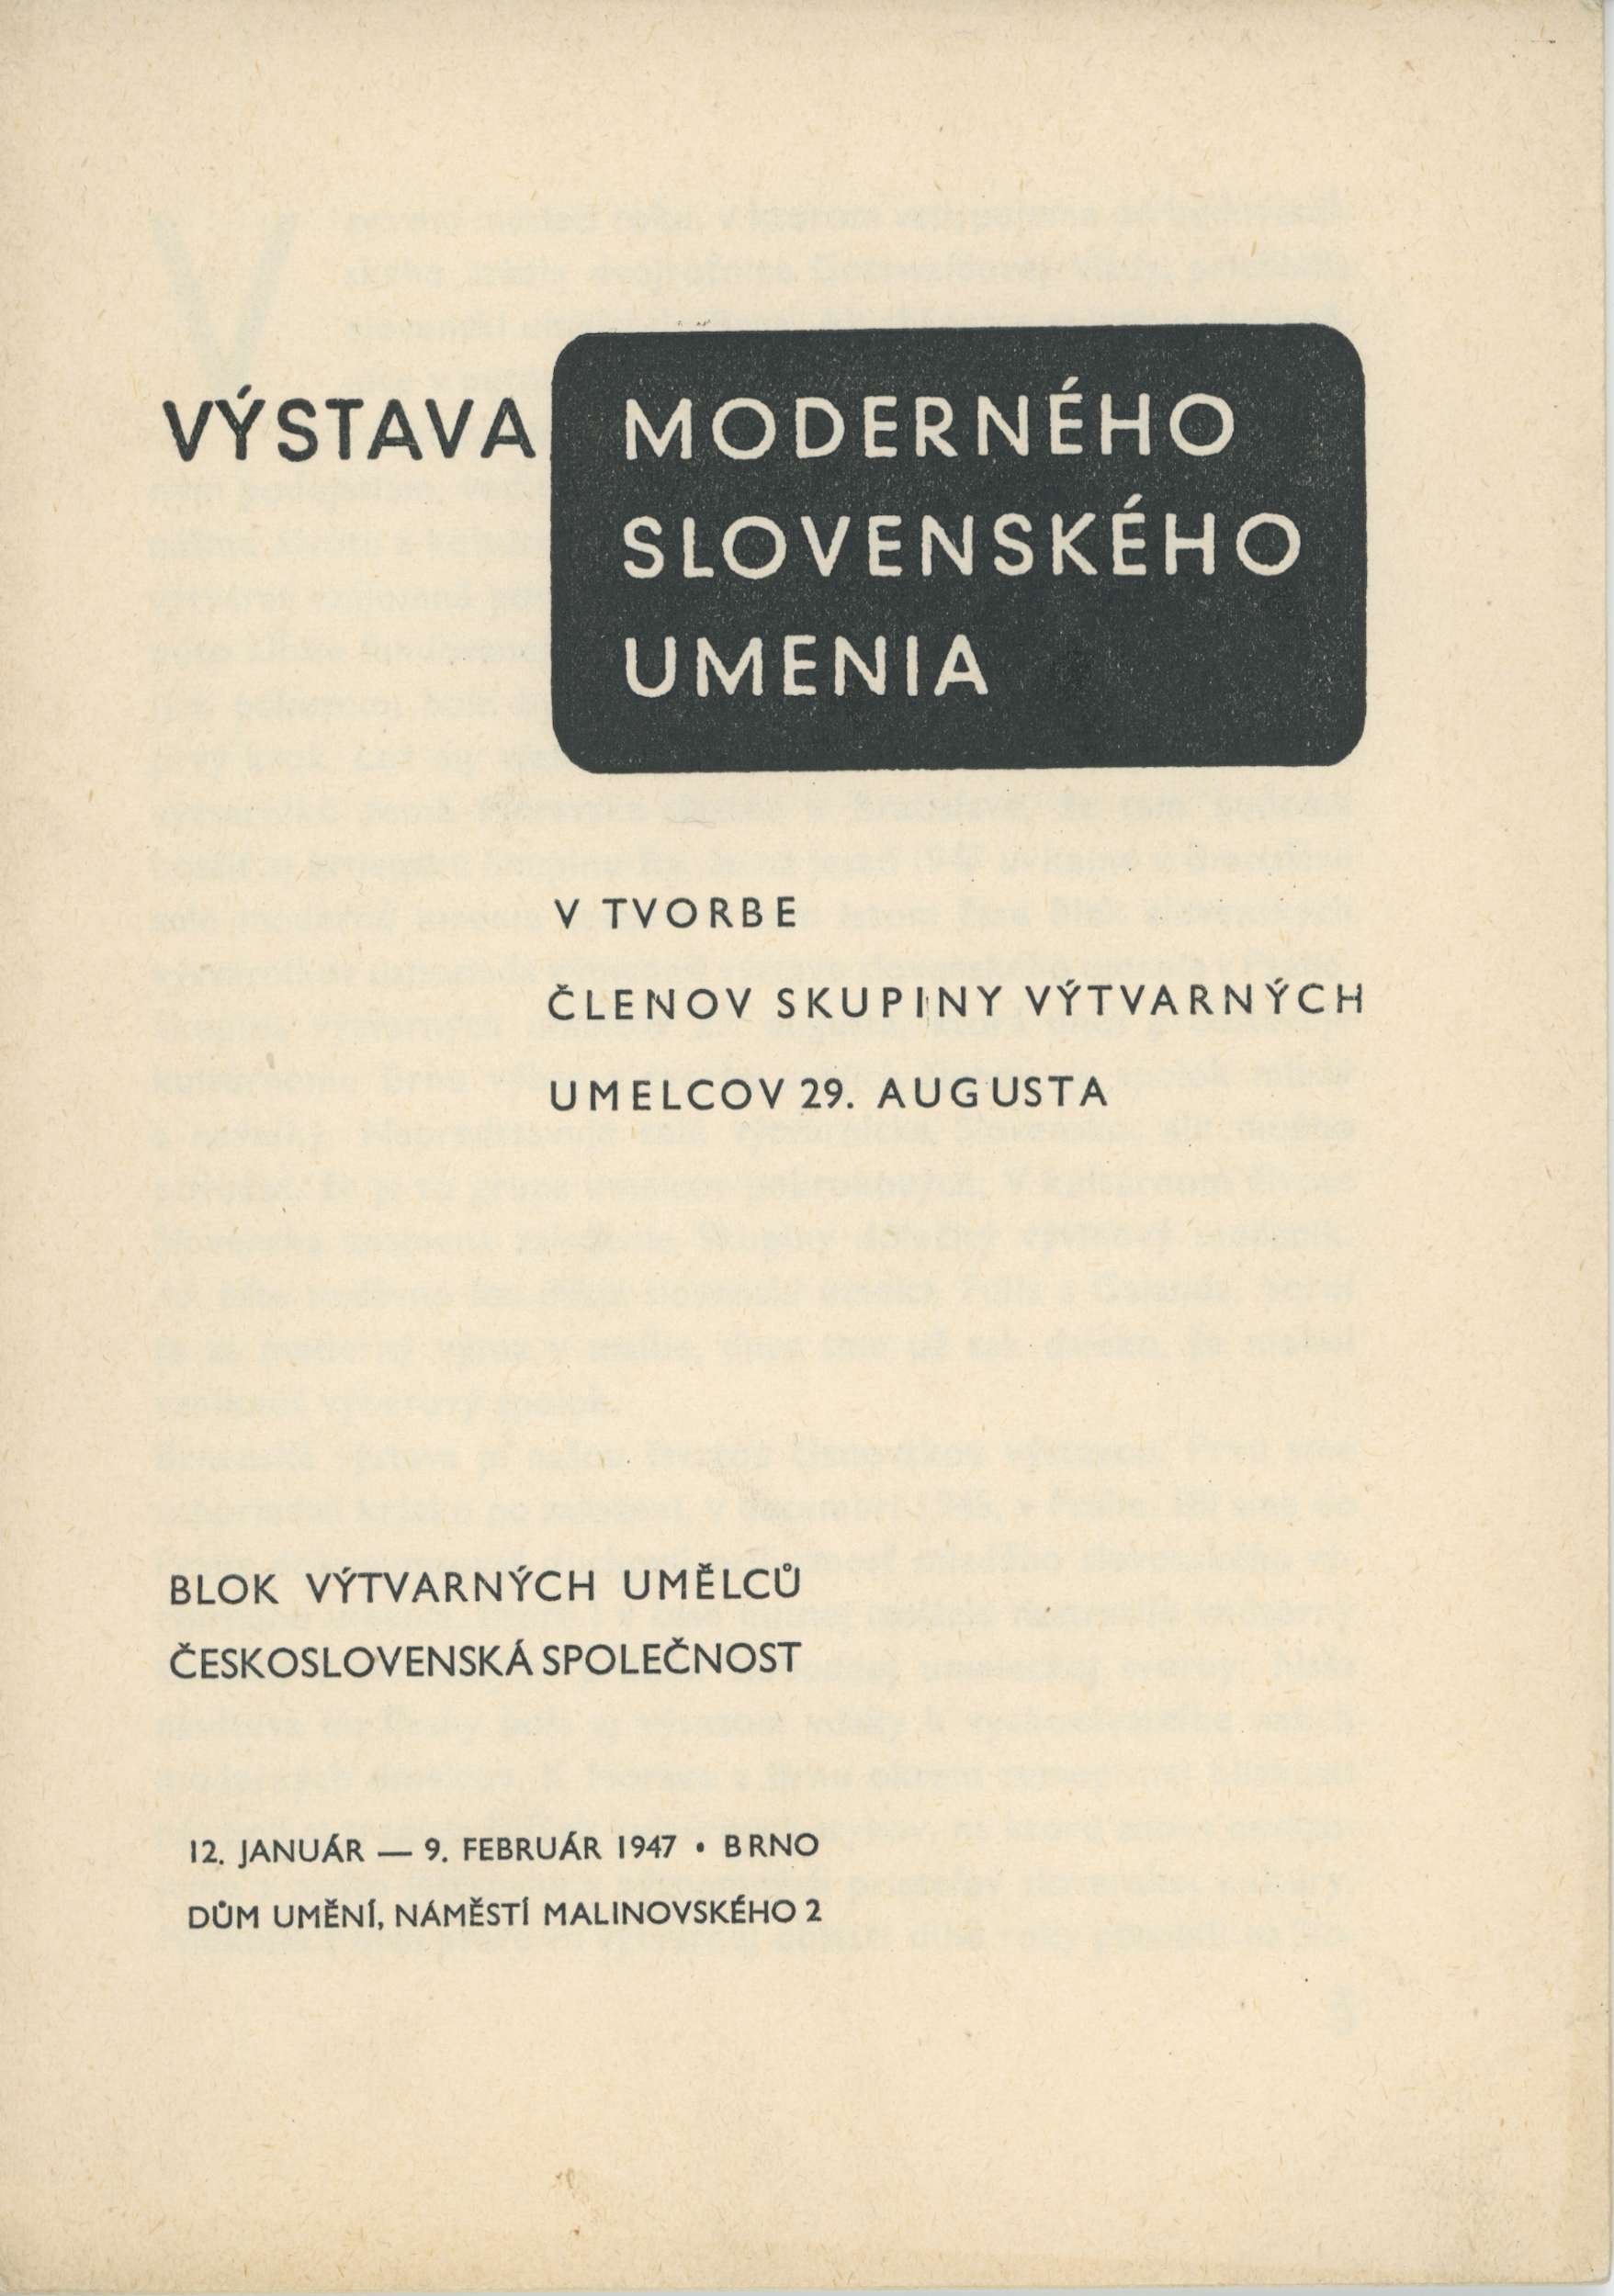 VÝSTAVA MODERNÉHO
SLOVENSKÉHO
UMENIA
V TVORBE
ČLENOV SKUPINY VÝTVARNÝCH
UMELCOV 29. AUGUSTA
BLOK VÝTVARNÝCH UMĚLCŮ
ČESKOSLOVENSKÁ SPOLEČNOST
12. JANUÁR — 9. FEBRUÁR 1947 • BRNO
DŮM UMĚNÍ, NÁMĚSTÍ MALINOVSKÉHO 2